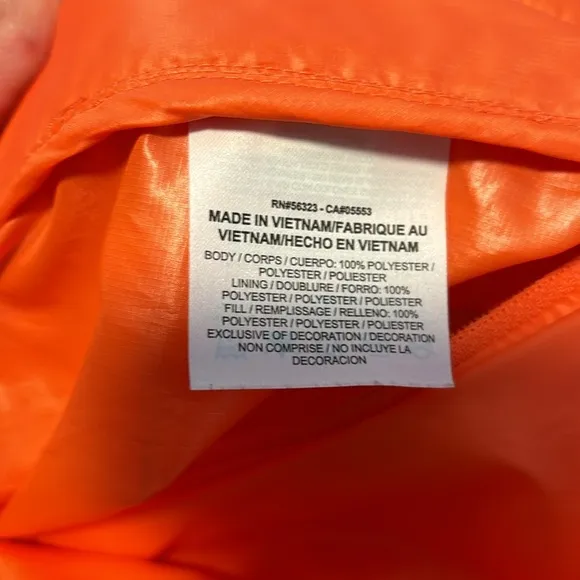 RN#56323 - CA#05553
MADE IN VIETNAM/FABRIQUE AU
VIETNAM/HECHO EN VIETNAM
BODY / CORPS / CUERPO: 100% POLYESTER /
POLYESTER / POLIESTER
LINING / DOUBLURE / FORRO: 100%
POLYESTER / POLYESTER / POLIESTER
FILL / REMPLISSAGE / RELLENO: 100%
POLYESTER / POLYESTER / POLIESTER
EXCLUSIVE OF DECORATION / DECORATION
NON COMPRISE / NO INCLUYE LA
DECORACION